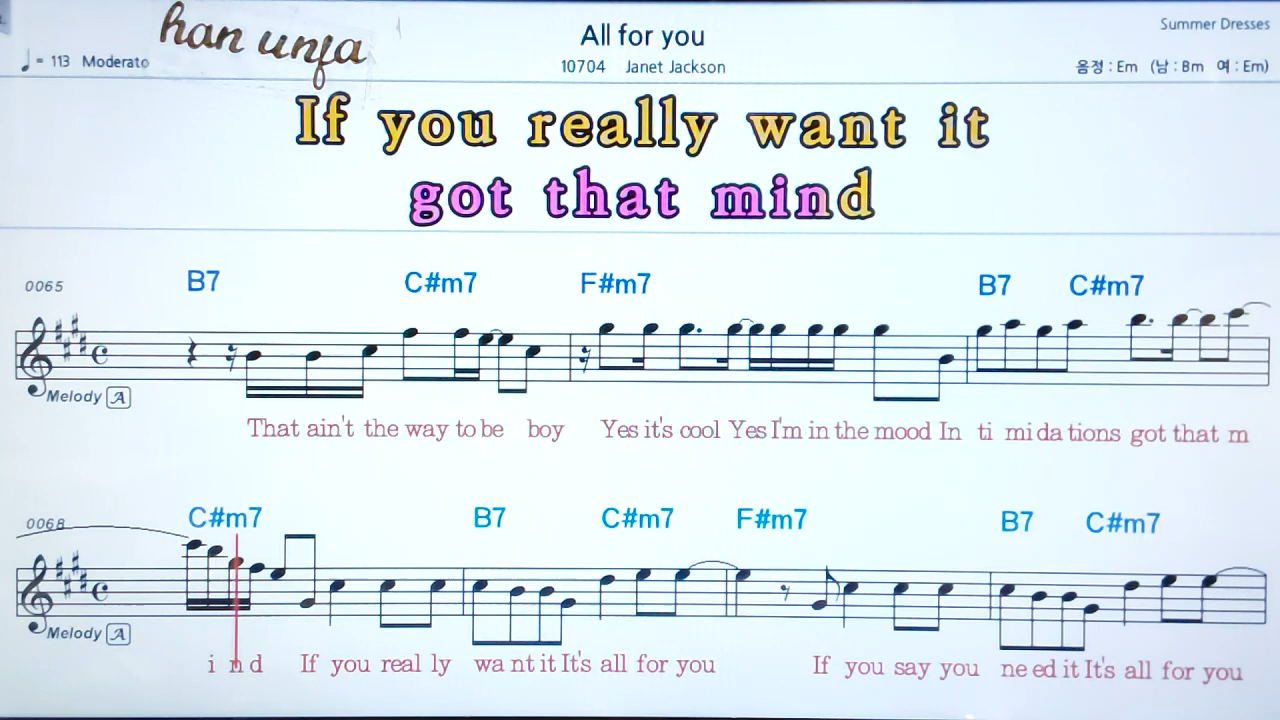 han unja
All for you
Summer Dresses
♩ = 113 Moderato
10704 Janet Jackson
음정 : Em (남 : Bm 여 : Em)
If you really want it
got that mind
0065 B7 C#m7 F#m7 B7 C#m7
Melody A
That ain't the way to be boy Yes it's cool Yes I'm in the mood In ti mi da tions got that m
0068 C#m7 B7 C#m7 F#m7 B7 C#m7
Melody A
i n d If you real ly wa nt it It's all for you If you say you ne ed it It's all for you